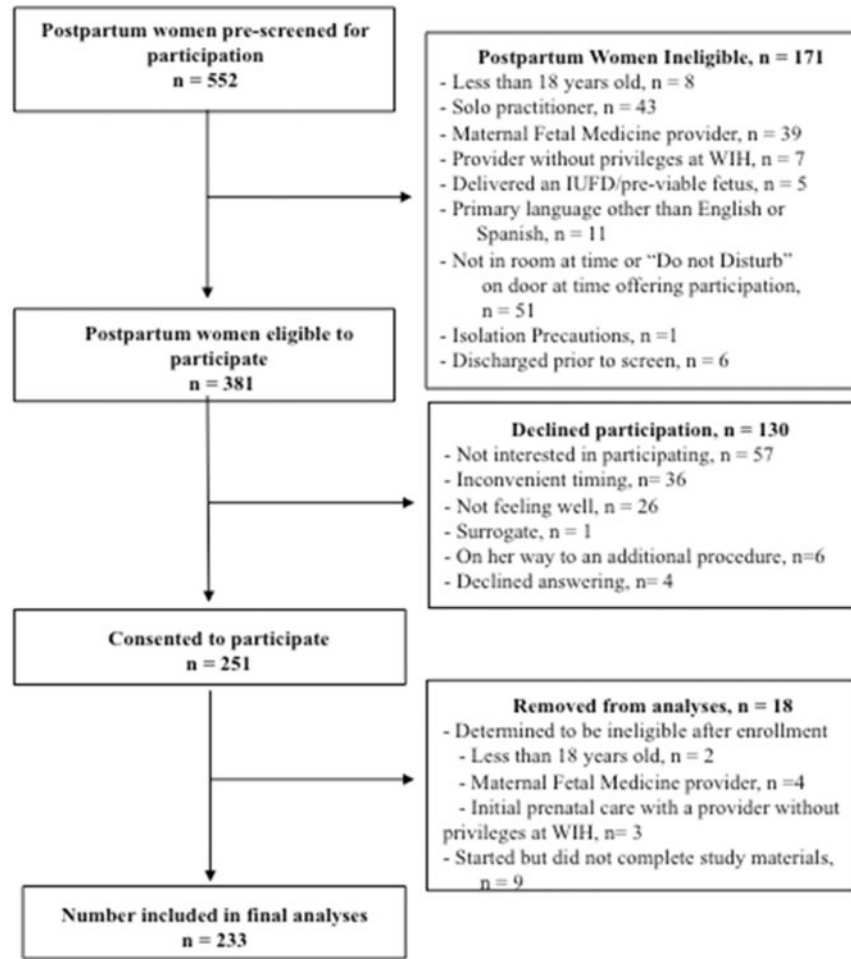 Postpartum women pre-screened for
participation
n = 552
Postpartum Women Ineligible, n = 171
- Less than 18 years old, n = 8
- Solo practitioner, n = 43
- Maternal Fetal Medicine provider, n = 39
- Provider without privileges at WIH, n = 7
- Delivered an IUFD/pre-viable fetus, n = 5
- Primary language other than English or
Spanish, n = 11
- Not in room at time or “Do not Disturb”
on door at time offering participation,
n = 51
- Isolation Precautions, n =1
- Discharged prior to screen, n = 6
Postpartum women eligible to
participate
n = 381
Declined participation, n = 130
- Not interested in participating, n = 57
- Inconvenient timing, n= 36
- Not feeling well, n = 26
- Surrogate, n = 1
- On her way to an additional procedure, n=6
- Declined answering, n= 4
Consented to participate
n = 251
Removed from analyses, n = 18
- Determined to be ineligible after enrollment
- Less than 18 years old, n = 2
- Maternal Fetal Medicine provider, n =4
- Initial prenatal care with a provider without
privileges at WIH, n= 3
- Started but did not complete study materials,
n = 9
Number included in final analyses
n = 233